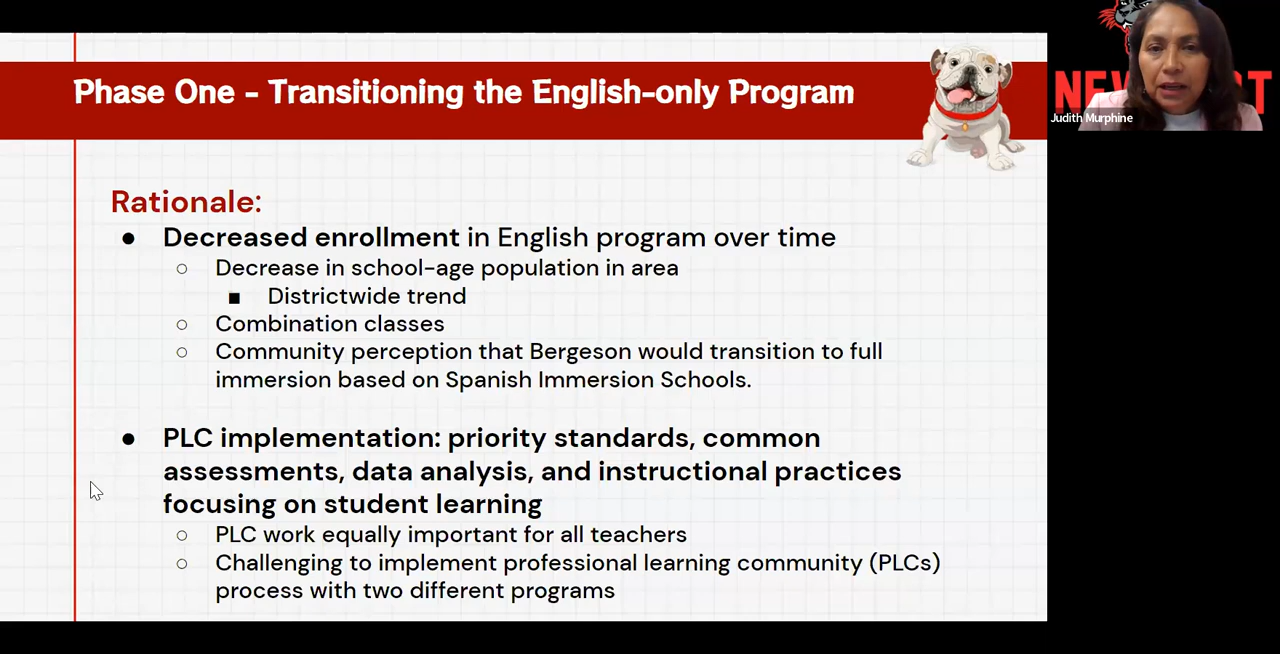 Phase One - Transitioning the English-only Program
Rationale:
● Decreased enrollment in English program over time
○ Decrease in school-age population in area
■ Districtwide trend
○ Combination classes
○ Community perception that Bergeson would transition to full
immersion based on Spanish Immersion Schools.
● PLC implementation: priority standards, common
assessments, data analysis, and instructional practices
focusing on student learning
○ PLC work equally important for all teachers
○ Challenging to implement professional learning community (PLCs)
process with two different programs
Judith Murphine